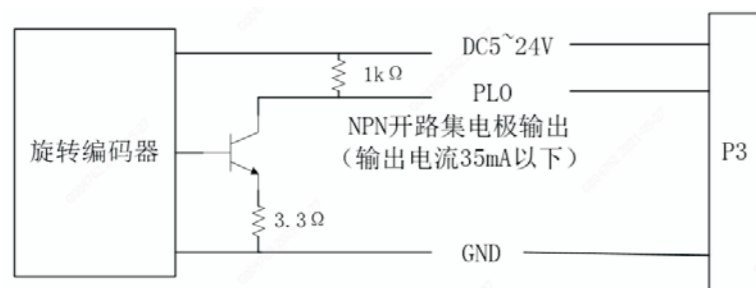 DC5~24V
1kΩ
PLO
NPN开路集电极输出
(输出电流35mA以下)
旋转编码器
P3
3.3Ω
GND